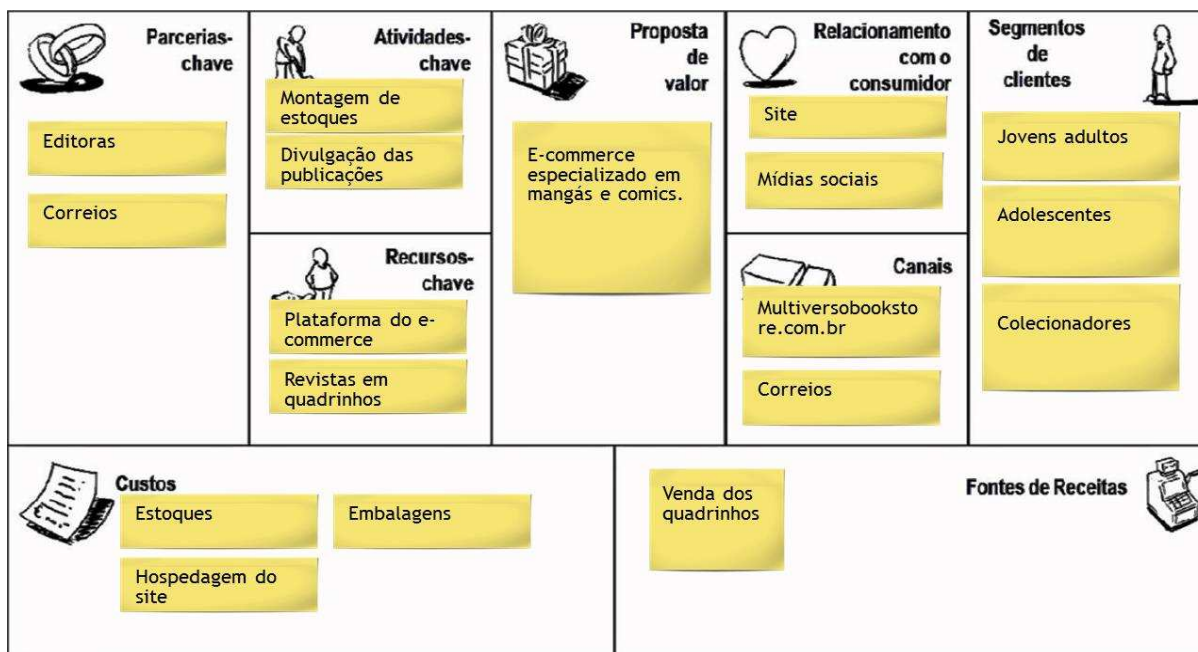 Parcerias-
chave
Editoras
Correios
Atividades-
chave
Montagem de
estoques
Divulgação das
publicações
Recursos-
chave
Plataforma do e-
commerce
Revistas em
quadrinhos
Proposta
de
valor
E-commerce
especializado em
mangás e comics.
Relacionamento
com o
consumidor
Site
Mídias sociais
Canais
Multiversobooksto
re.com.br
Correios
Segmentos
de
clientes
Jovens adultos
Adolescentes
Colecionadores
Custos
Estoques
Embalagens
Hospedagem do
site
Fontes de Receitas
Venda dos
quadrinhos